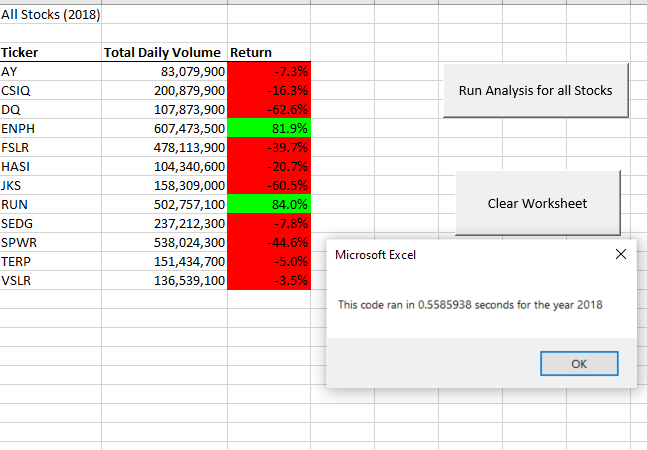 All Stocks (2018)
Ticker Total Daily Volume Return
AY 83,079,900 -7.3%
CSIQ 200,879,900 -16.3%
DQ 107,873,900 -62.6%
ENPH 607,473,500 81.9%
FSLR 478,113,900 -39.7%
HASI 104,340,600 -20.7%
JKS 158,309,000 -60.5%
RUN 502,757,100 84.0%
SEDG 237,212,300 -7.8%
SPWR 538,024,300 -44.6%
TERP 151,434,700 -5.0%
VSLR 136,539,100 -3.5%
Run Analysis for all Stocks
Clear Worksheet
Microsoft Excel
This code ran in 0.5585938 seconds for the year 2018
OK